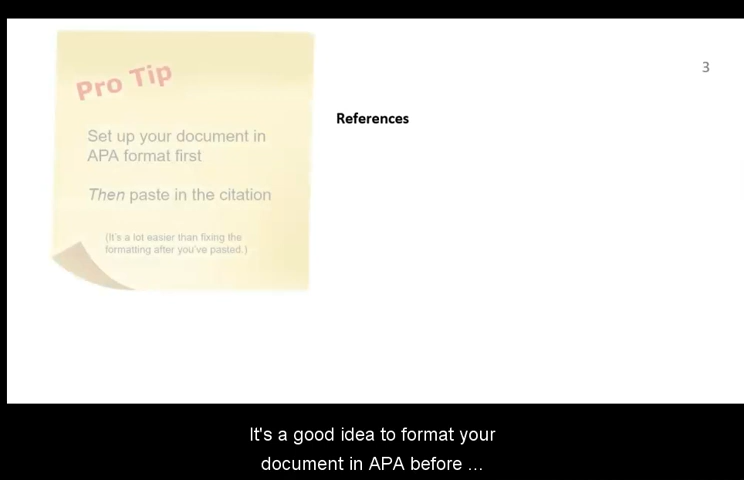 Pro Tip
Set up your document in
APA format first
Then paste in the citation
(It's a lot easier than fixing the
formatting after you've pasted.)
3
References
It's a good idea to format your
document in APA before ...